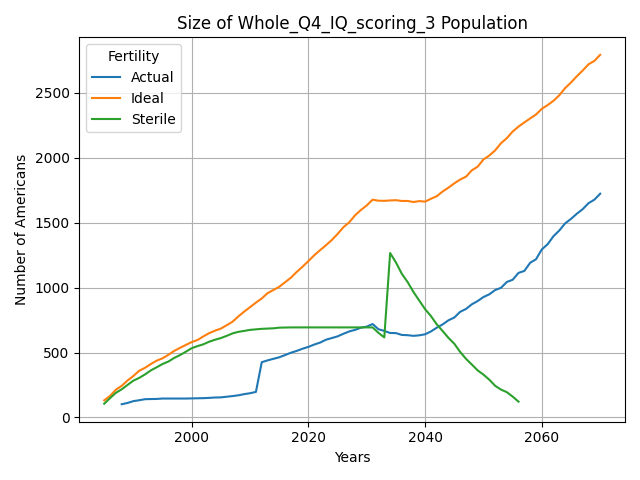 Size of Whole_Q4_IQ_scoring_3 Population
Fertility
Actual
Ideal
Sterile
Number of Americans
2500
2000
1500
1000
500
0
2000 2020 2040 2060
Years